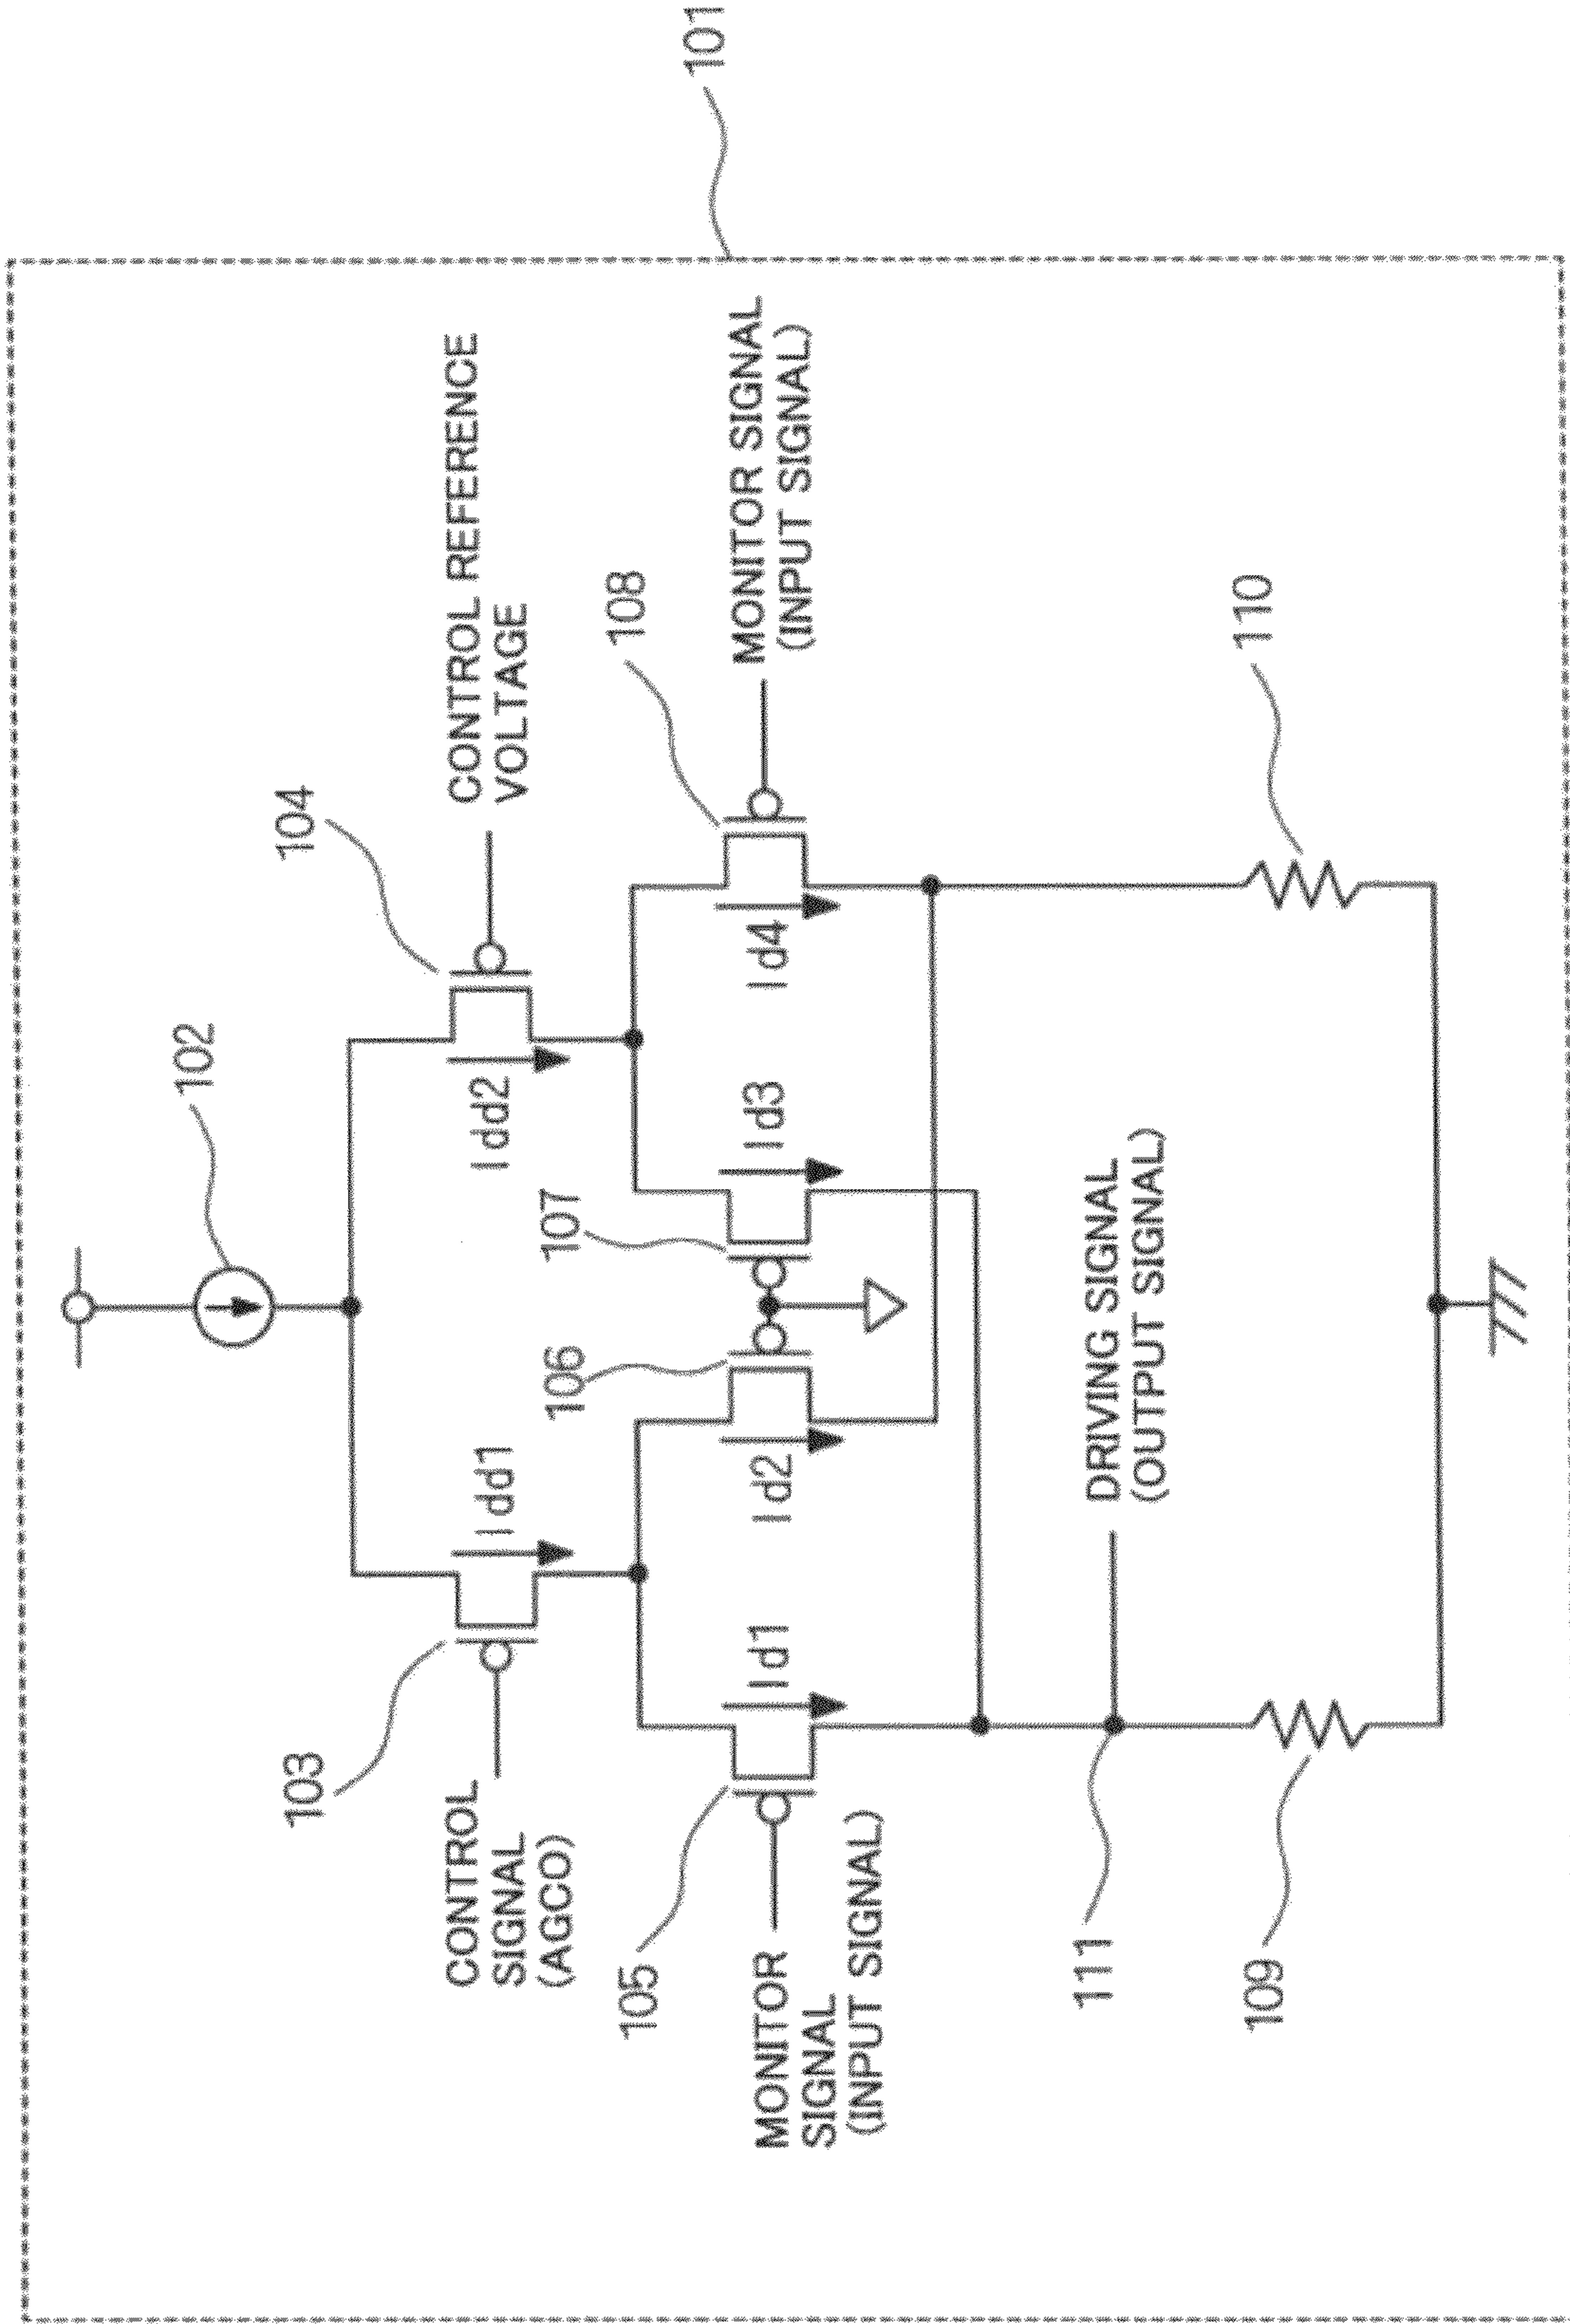 101
102
104
CONTROL REFERENCE
VOLTAGE
103
CONTROL
SIGNAL
(AGCO)
Idd1
Idd2
105
106
107
108
MONITOR
SIGNAL
(INPUT SIGNAL)
Id1
Id2
Id3
Id4
MONITOR SIGNAL
(INPUT SIGNAL)
111
DRIVING SIGNAL
(OUTPUT SIGNAL)
109
110